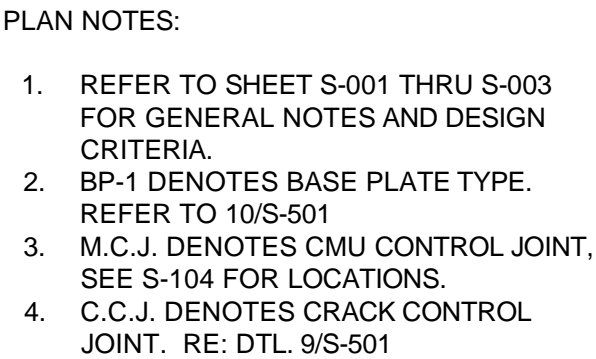 PLAN NOTES:
1. REFER TO SHEET S-001 THRU S-003
FOR GENERAL NOTES AND DESIGN
CRITERIA.
2. BP-1 DENOTES BASE PLATE TYPE.
REFER TO 10/S-501
3. M.C.J. DENOTES CMU CONTROL JOINT,
SEE S-104 FOR LOCATIONS.
4. C.C.J. DENOTES CRACK CONTROL
JOINT. RE: DTL. 9/S-501